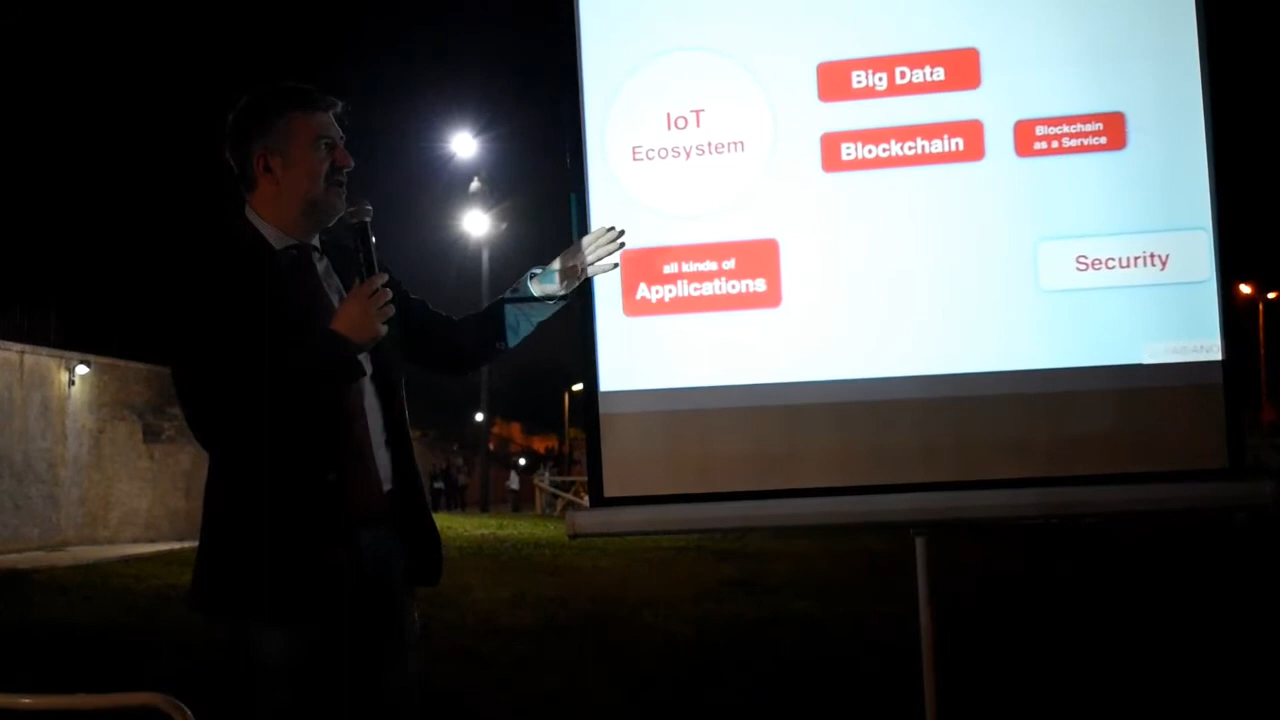 IoT
Ecosystem
Big Data
Blockchain
Blockchain
as a Service
all kinds of
Applications
Security